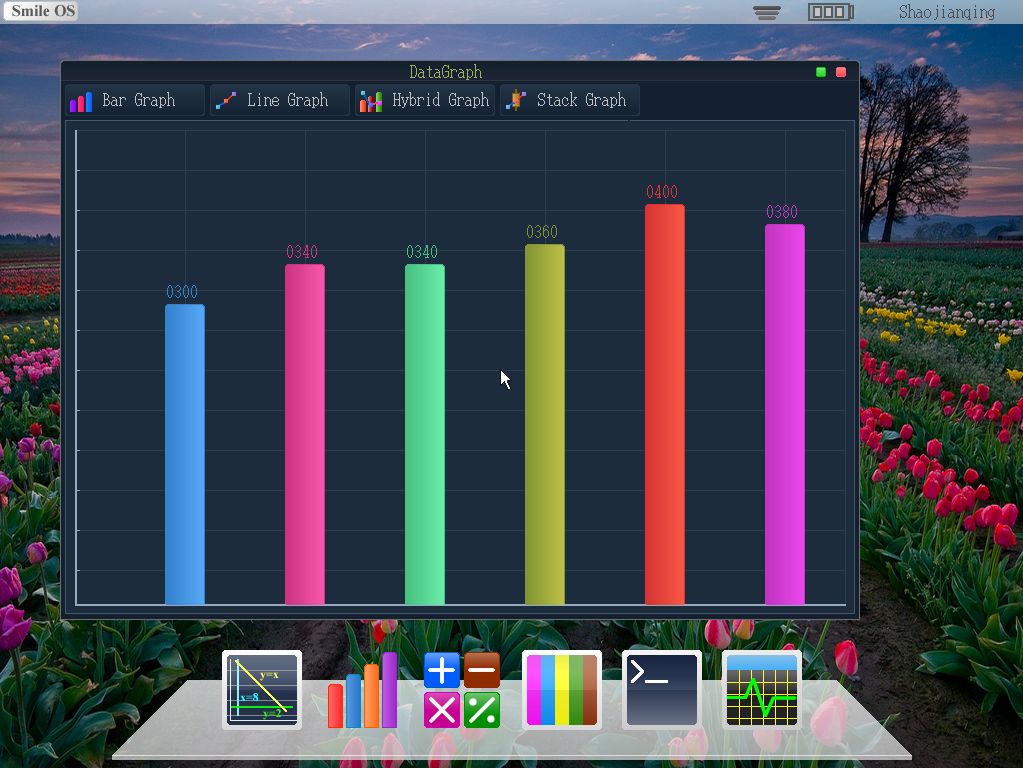 Smile OS
Shaojianqing
DataGraph
Bar Graph
Line Graph
Hybrid Graph
Stack Graph
0400
0380
0360
0340
0340
0300
y=x
x=8
y=2